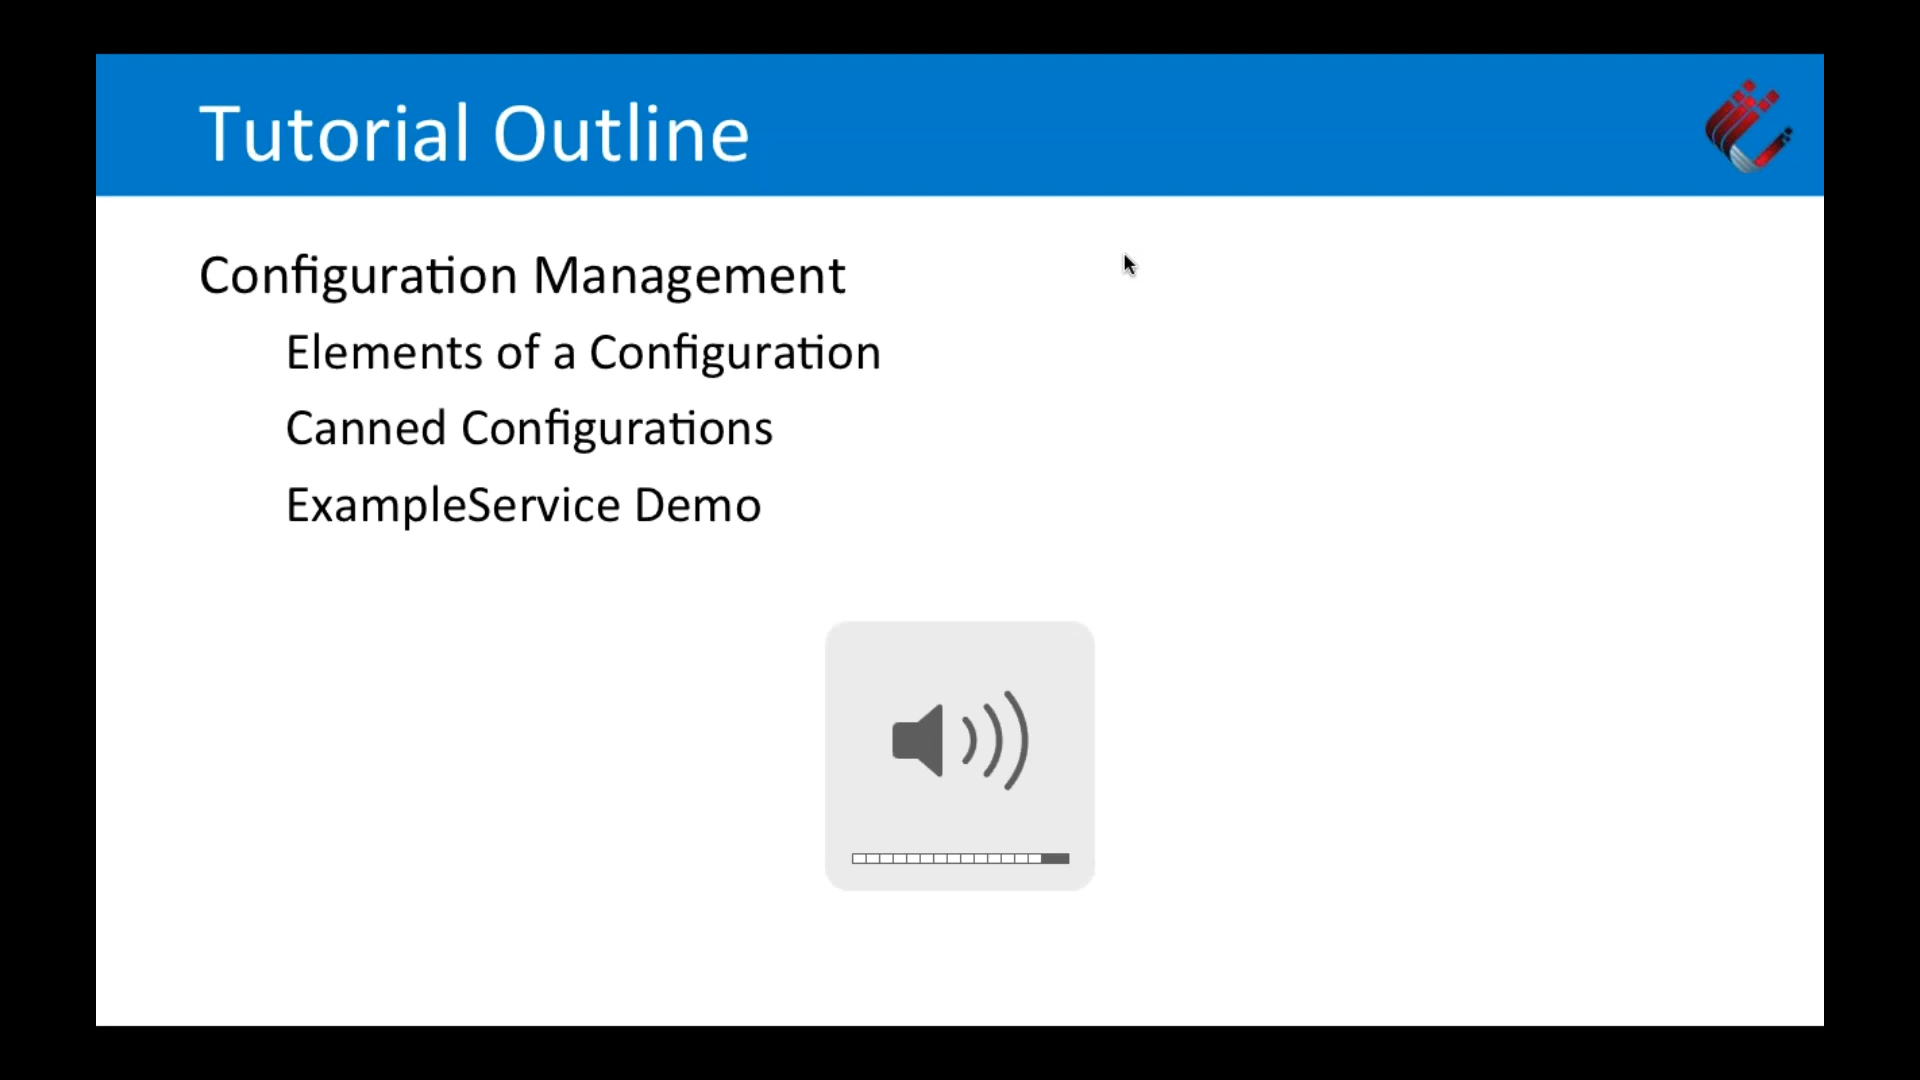 Tutorial Outline
Configuration Management
Elements of a Configuration
Canned Configurations
ExampleService Demo